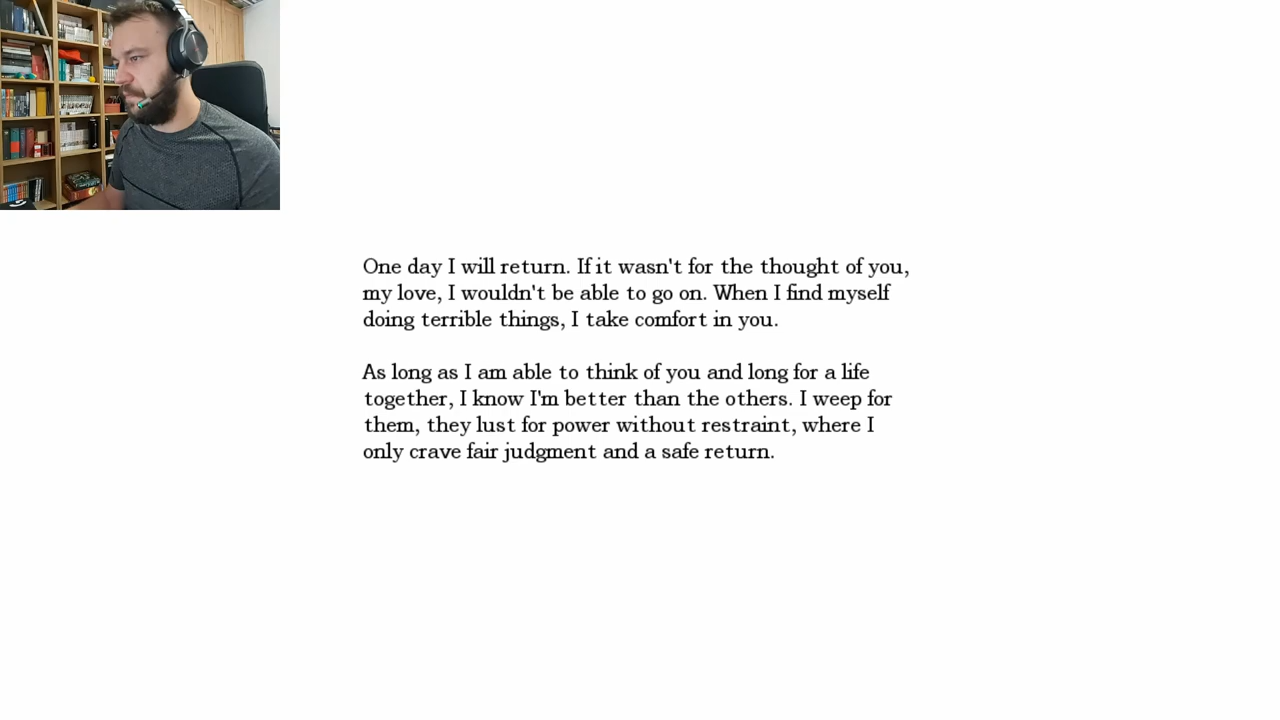 One day I will return. If it wasn't for the thought of you,
my love, I wouldn't be able to go on. When I find myself
doing terrible things, I take comfort in you.
As long as I am able to think of you and long for a life
together, I know I'm better than the others. I weep for
them, they lust for power without restraint, where I
only crave fair judgment and a safe return.